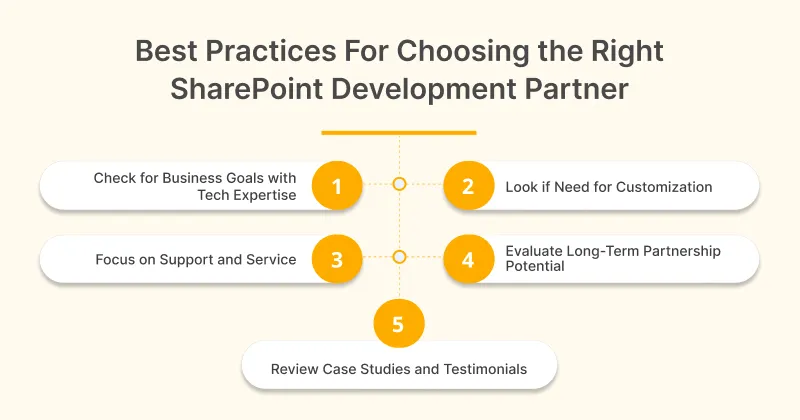 Best Practices For Choosing the Right
SharePoint Development Partner
Check for Business Goals with
Tech Expertise
1
2
Look if Need for Customization
Focus on Support and Service
3
4
Evaluate Long-Term Partnership
Potential
5
Review Case Studies and Testimonials